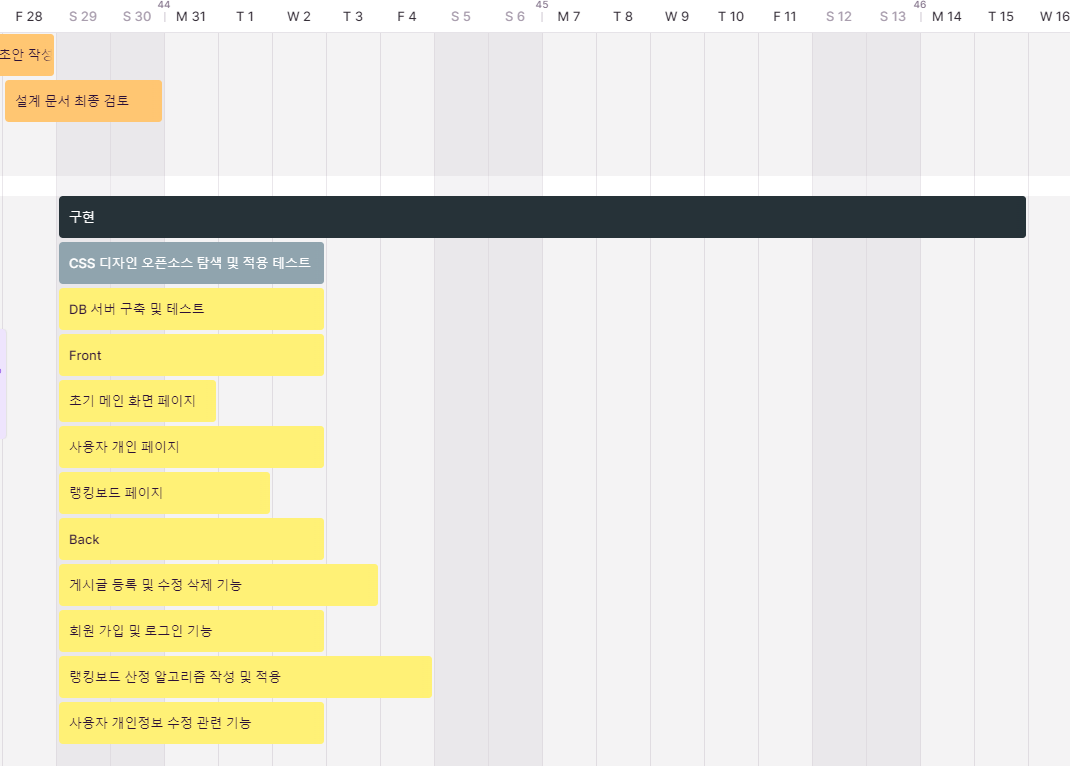 44 45 46
F 28 S 29 S 30 M 31 T 1 W 2 T 3 F 4 S 5 S 6 M 7 T 8 W 9 T 10 F 11 S 12 S 13 M 14 T 15 W 16
초안 작성
설계 문서 최종 검토
구현
CSS 디자인 오픈소스 탐색 및 적용 테스트
DB 서버 구축 및 테스트
Front
초기 메인 화면 페이지
사용자 개인 페이지
랭킹보드 페이지
Back
게시글 등록 및 수정 삭제 기능
회원 가입 및 로그인 기능
랭킹보드 산정 알고리즘 작성 및 적용
사용자 개인정보 수정 관련 기능